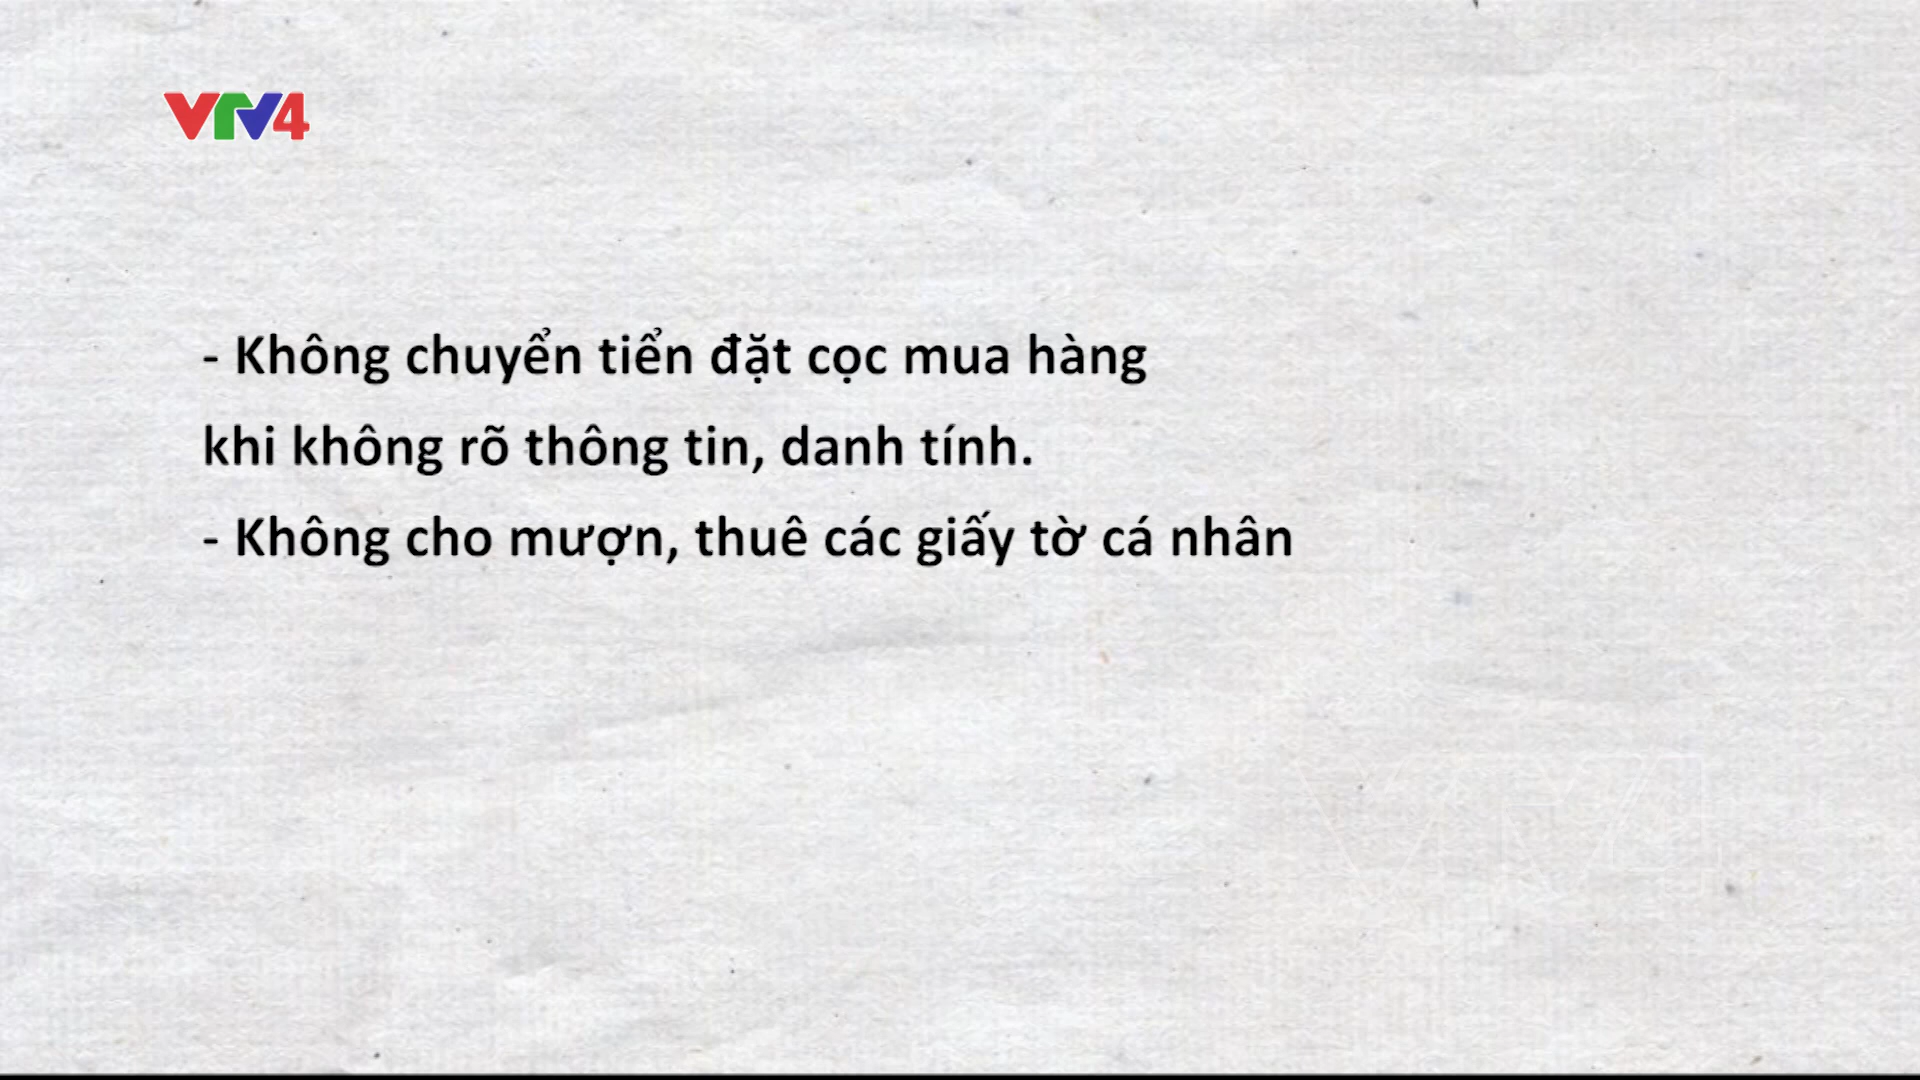 VTV4
- Không chuyển tiển đặt cọc mua hàng
khi không rõ thông tin, danh tính.
- Không cho mượn, thuê các giấy tờ cá nhân